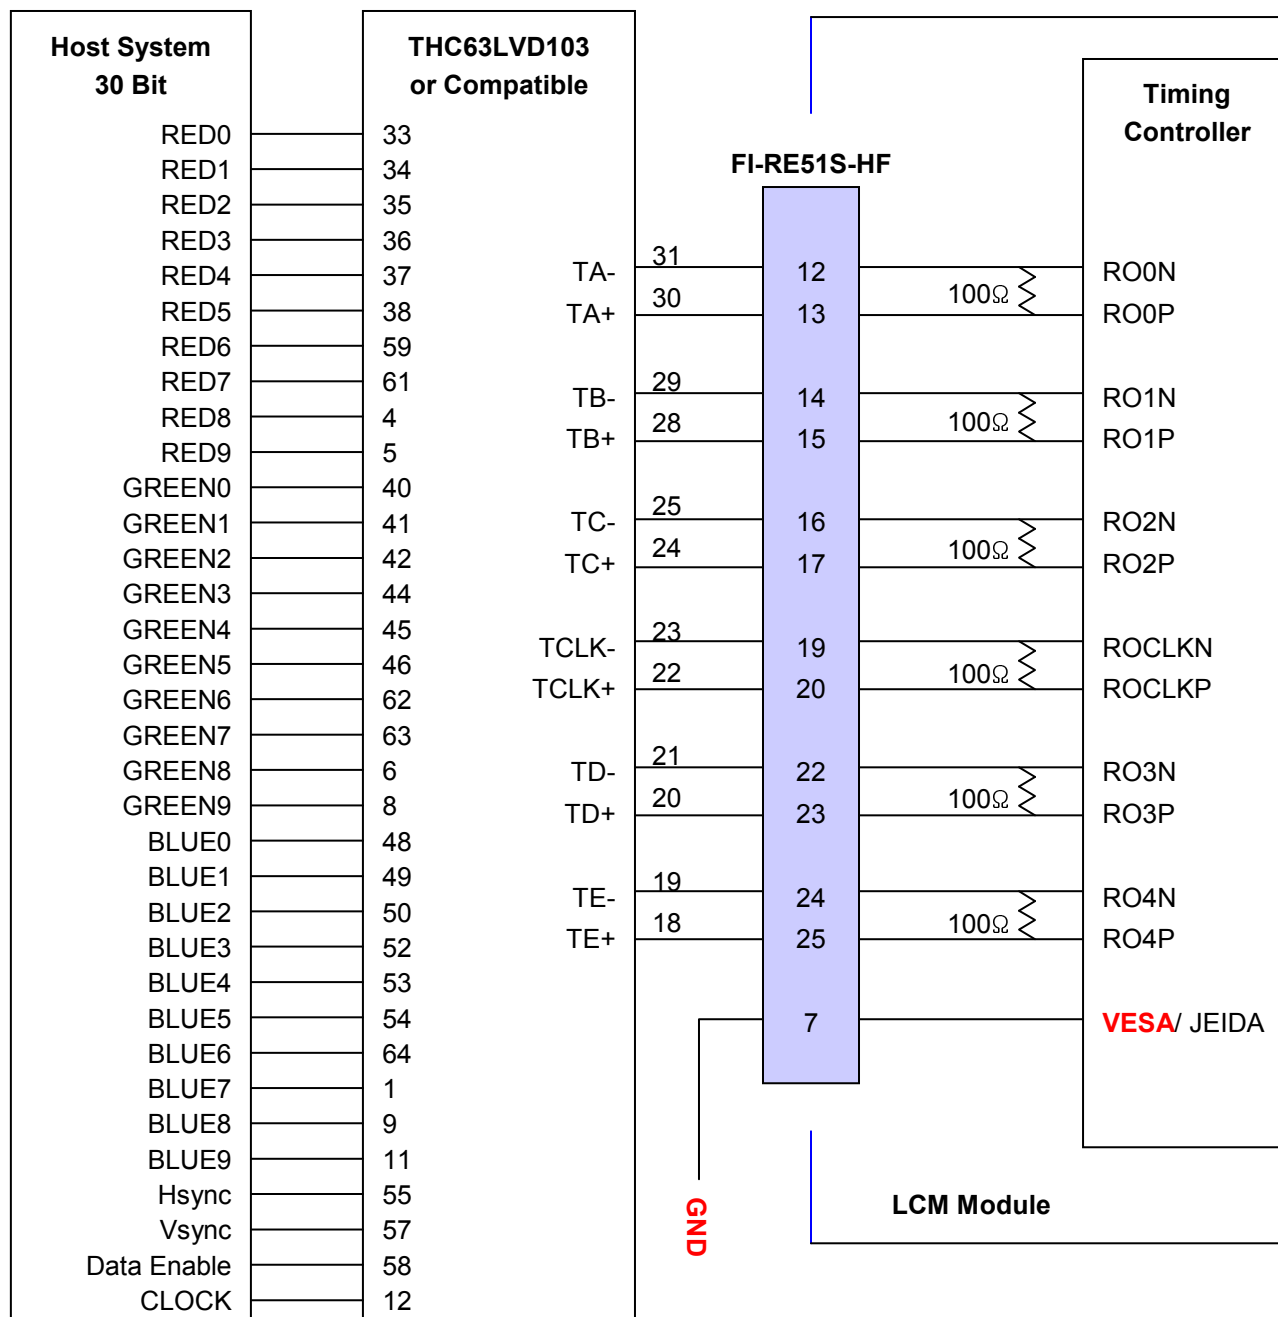 Host System
30 Bit
THC63LVD103
or Compatible
Timing
Controller
FI-RE51S-HF
RED0 33
RED1 34
RED2 35
RED3 36
RED4 37
RED5 38
RED6 59
RED7 61
RED8 4
RED9 5
GREEN0 40
GREEN1 41
GREEN2 42
GREEN3 44
GREEN4 45
GREEN5 46
GREEN6 62
GREEN7 63
GREEN8 6
GREEN9 8
BLUE0 48
BLUE1 49
BLUE2 50
BLUE3 52
BLUE4 53
BLUE5 54
BLUE6 64
BLUE7 1
BLUE8 9
BLUE9 11
Hsync 55
Vsync 57
Data Enable 58
CLOCK 12
TA- 31 12 RO0N
100Ω
TA+ 30 13 RO0P
TB- 29 14 RO1N
100Ω
TB+ 28 15 RO1P
TC- 25 16 RO2N
100Ω
TC+ 24 17 RO2P
TCLK- 23 19 ROCLKN
100Ω
TCLK+ 22 20 ROCLKP
TD- 21 22 RO3N
100Ω
TD+ 20 23 RO3P
TE- 19 24 RO4N
100Ω
TE+ 18 25 RO4P
7 VESA/ JEIDA
GND
LCM Module